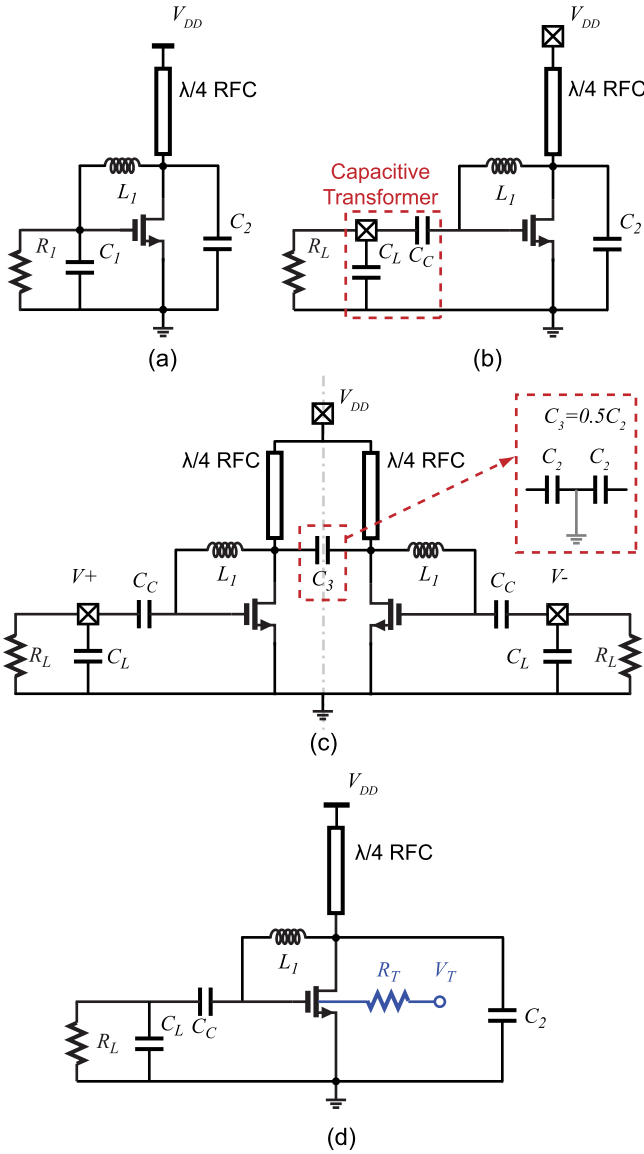 V_DD
λ/4 RFC
L_1
R_1
C_1
C_2
(a)
V_DD
λ/4 RFC
Capacitive
Transformer
L_1
R_L
C_L
C_C
C_2
(b)
V_DD
C_3=0.5C_2
C_2
C_2
λ/4 RFC
λ/4 RFC
L_1
C_3
L_1
V+
C_C
C_C
V-
R_L
C_L
C_L
R_L
(c)
V_DD
λ/4 RFC
L_1
R_T
V_T
R_L
C_L
C_C
C_2
(d)